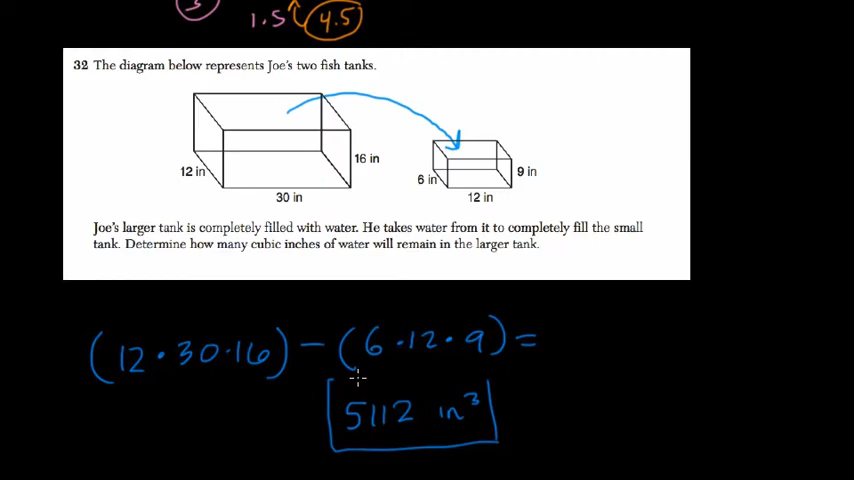 3
1.5 4.5
32 The diagram below represents Joe's two fish tanks.
16 in
12 in
30 in
9 in
6 in
12 in
Joe's larger tank is completely filled with water. He takes water from it to completely fill the small
tank. Determine how many cubic inches of water will remain in the larger tank.
(12 · 30 · 16) – (6 · 12 · 9) =
5112 in³